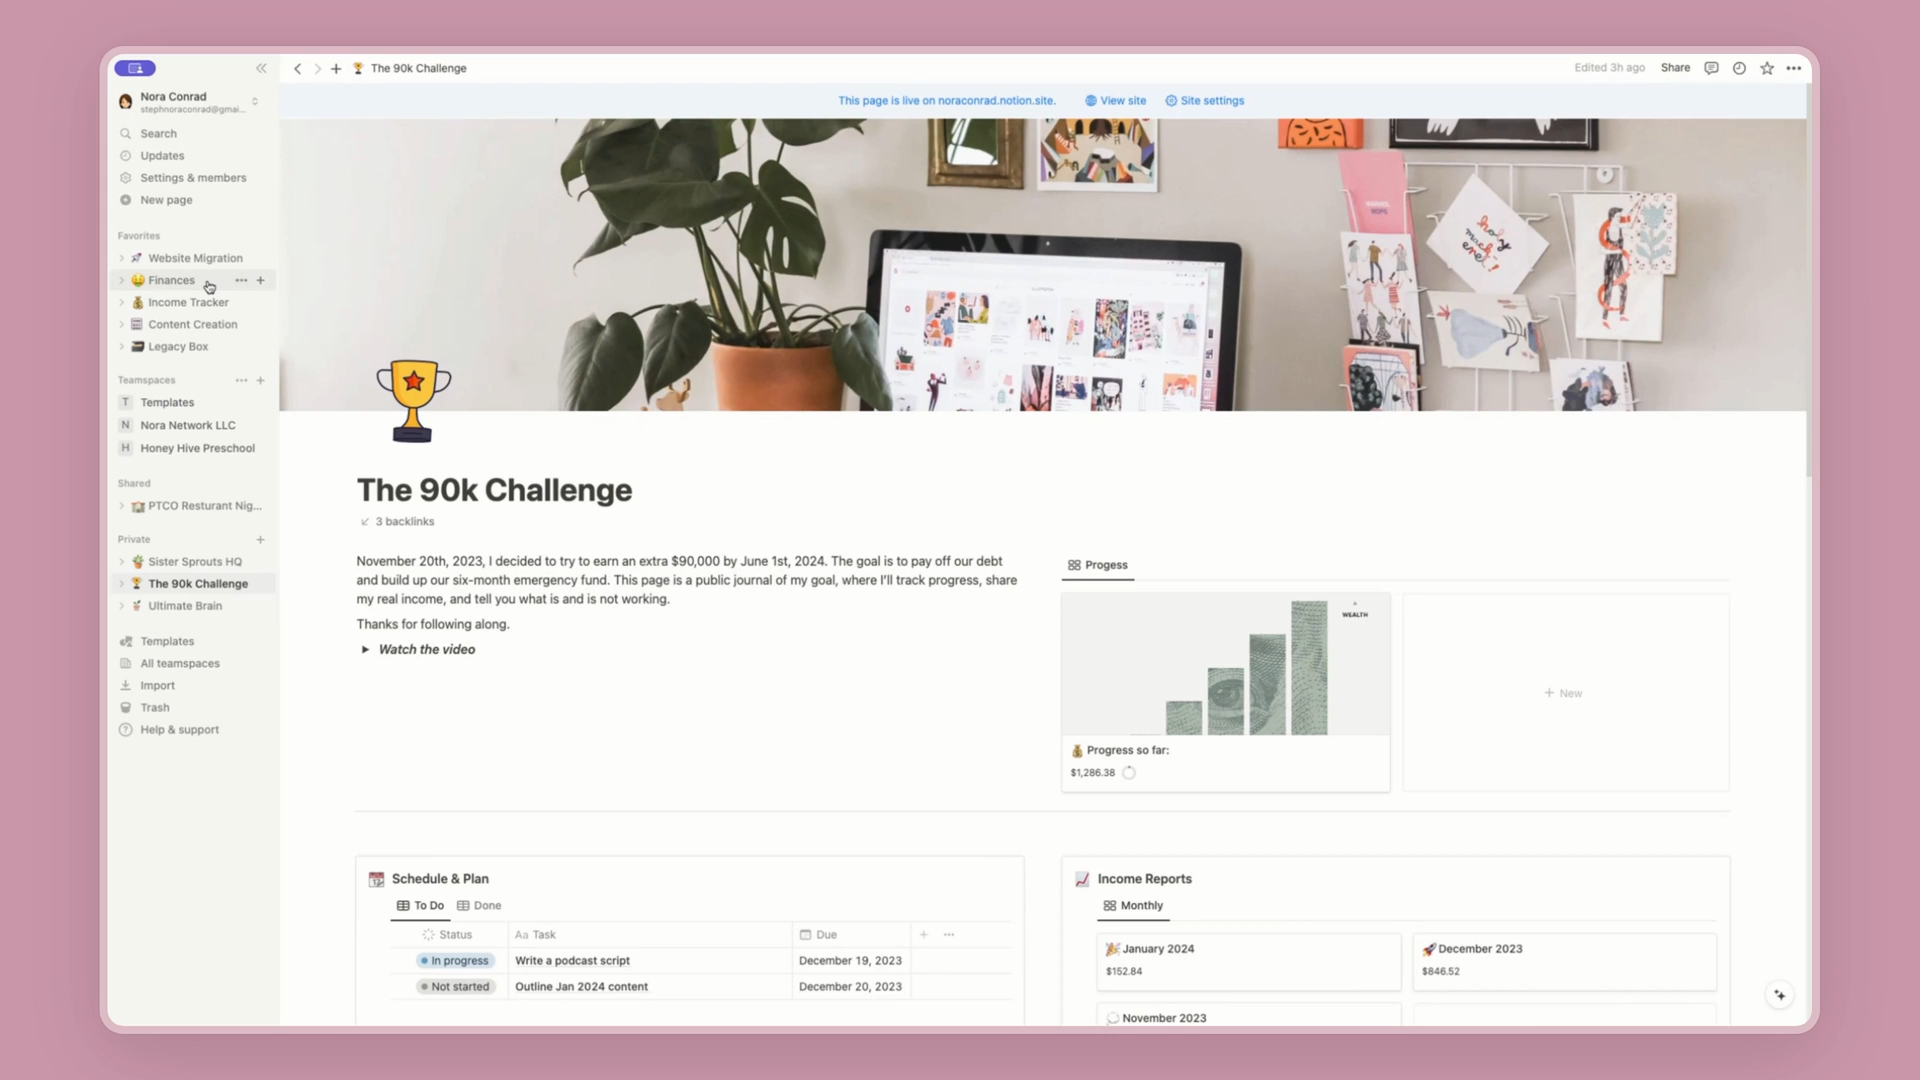 The 90k Challenge
Edited 3h ago
Share
Nora Conrad
stephnoraconrad@gmai...
This page is live on noraconrad.notion.site.
View site
Site settings
Search
Updates
Settings & members
New page
Favorites
Website Migration
Finances
Income Tracker
Content Creation
Legacy Box
Teamspaces
T Templates
N Nora Network LLC
H Honey Hive Preschool
Shared
PTCO Resturant Nig...
Private
Sister Sprouts HQ
The 90k Challenge
Ultimate Brain
Templates
All teamspaces
Import
Trash
Help & support
holy
mackerel
The 90k Challenge
3 backlinks
November 20th, 2023, I decided to try to earn an extra $90,000 by June 1st, 2024. The goal is to pay off our debt
and build up our six-month emergency fund. This page is a public journal of my goal, where I'll track progress, share
my real income, and tell you what is and is not working.
Thanks for following along.
Watch the video
Progess
WEALTH
Progress so far:
$1,286.38
+ New
Schedule & Plan
To Do
Done
Status
Aa Task
Due
In progress
Write a podcast script
December 19, 2023
Not started
Outline Jan 2024 content
December 20, 2023
Income Reports
Monthly
January 2024
$152.84
December 2023
$846.52
November 2023